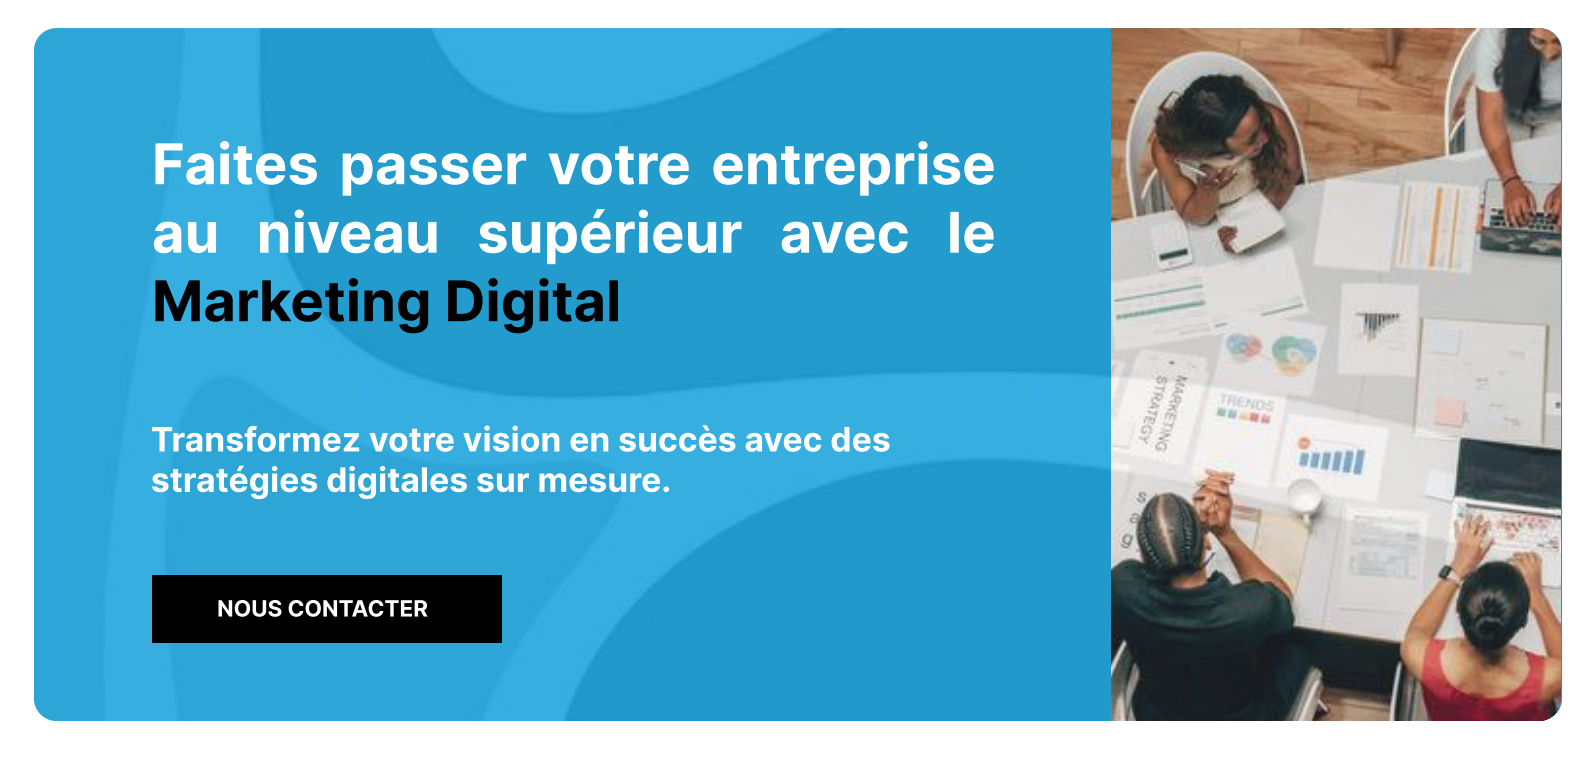 Faites passer votre entreprise
au niveau supérieur avec le
Marketing Digital
Transformez votre vision en succès avec des
stratégies digitales sur mesure.
NOUS CONTACTER
MARKETING
STRATEGY
TRENDS